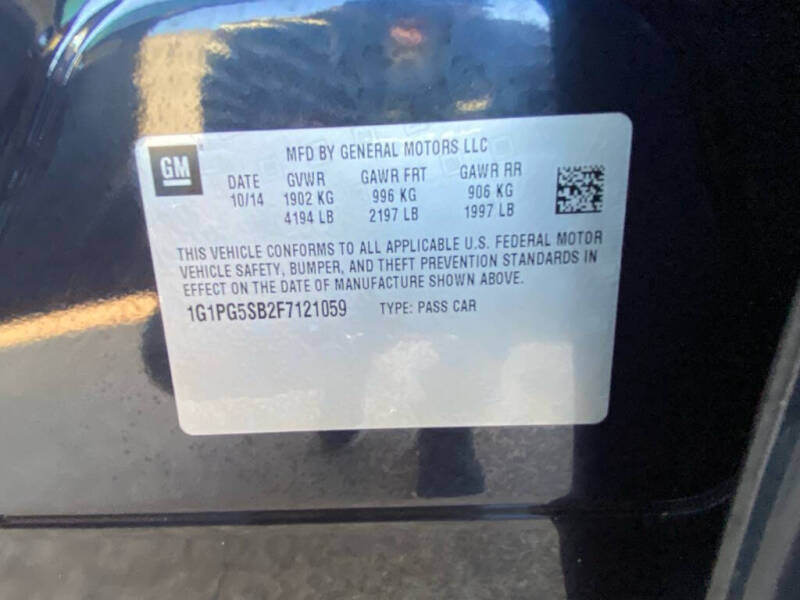 GM
MFD BY GENERAL MOTORS LLC
DATE GVWR GAWR FRT GAWR RR
10/14 1902 KG 996 KG 906 KG
4194 LB 2197 LB 1997 LB
THIS VEHICLE CONFORMS TO ALL APPLICABLE U.S. FEDERAL MOTOR
VEHICLE SAFETY, BUMPER, AND THEFT PREVENTION STANDARDS IN
EFFECT ON THE DATE OF MANUFACTURE SHOWN ABOVE.
1G1PG5SB2F7121059 TYPE: PASS CAR